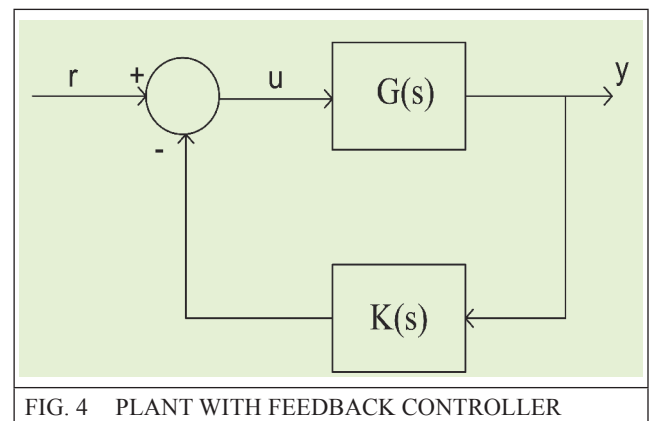 r
+
-
u
G(s)
y
K(s)
FIG. 4 PLANT WITH FEEDBACK CONTROLLER